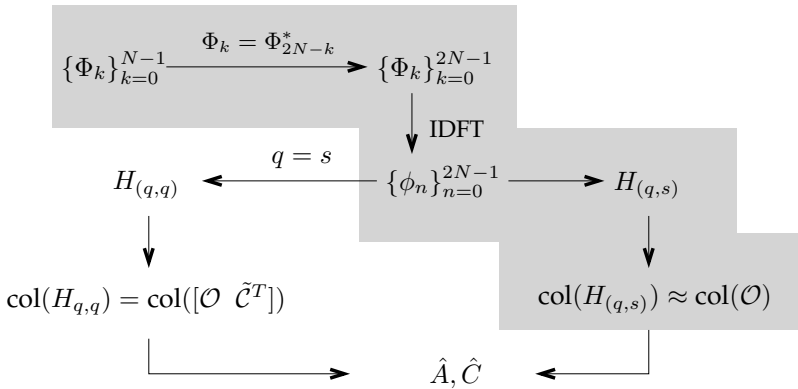 {Φ_k}_{k=0}^{N−1} Φ_k = Φ^*_{2N−k} {Φ_k}_{k=0}^{2N−1}
IDFT
q = s
H_{(q,q)} {ϕ_n}_{n=0}^{2N−1} H_{(q,s)}
col(H_{q,q}) = col([𝒪 𝒞̃^T]) col(H_{(q,s)}) ≈ col(𝒪)
Â, Ĉ